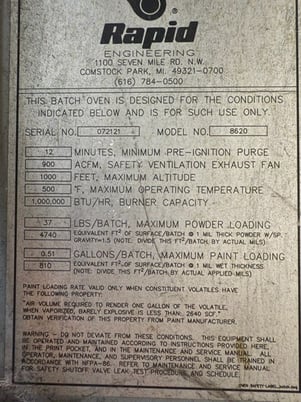 Rapid®
ENGINEERING
1100 SEVEN MILE RD. N.W.
COMSTOCK PARK, MI. 49321-0700
(616) 784-0500
THIS BATCH OVEN IS DESIGNED FOR THE CONDITIONS
INDICATED BELOW AND IS FOR SUCH USE ONLY.
SERIAL NO. 072121 MODEL NO. 8620
12 MINUTES, MINIMUM PRE-IGNITION PURGE
900 ACFM, SAFETY VENTILATION EXHAUST FAN
1000 FEET, MAXIMUM ALTITUDE
500 °F, MAXIMUM OPERATING TEMPERATURE
1,000,000 BTU/HR, BURNER CAPACITY
37 LBS/BATCH, MAXIMUM POWDER LOADING
4740 EQUIVALENT FT² OF SURFACE/BATCH @ 1 MIL THICK POWDER W/SP.
GRAVITY=1.5 (NOTE: DIVIDE THIS FT²/BATCH, BY ACTUAL MILS)
0.51 GALLONS/BATCH, MAXIMUM PAINT LOADING
810 EQUIVALENT FT² OF SURFACE/BATCH @ 1 MIL WET THICKNESS
(NOTE: DIVIDE THIS FT²/BATCH, BY ACTUAL APPLIED-MILS)
PAINT LOADING RATE VALID ONLY WHEN CONSTITUENT VOLATILES HAVE
THE FOLLOWING PROPERTY:
"AIR VOLUME REQUIRED TO RENDER ONE GALLON OF THE VOLATILE,
WHEN VAPORIZED, BARELY EXPLOSIVE IS LESS THAN: 2640 SCF."
OBTAIN VERIFICATION OF THIS PROPERTY FROM PAINT MANUFACTURER.
WARNING - DO NOT DEVIATE FROM THESE CONDITIONS. THIS EQUIPMENT SHALL
BE OPERATED AND MAINTAINED ACCORDING TO INSTRUCTIONS PROVIDED HERE,
IN THE PRINT POCKET, AND IN THE MAINTENANCE AND SERVICE MANUAL. ALL
OPERATOR, MAINTENANCE, AND SUPERVISORY PERSONNEL SHALL BE TRAINED IN
ACCORDANCE WITH NFPA-86. REFER TO MAINTENANCE AND SERVICE MANUAL
FOR SAFETY SHUTOFF VALVE LEAK TEST PROCEDURE AND SCHEDULE.
OVEN SAFETY LABEL